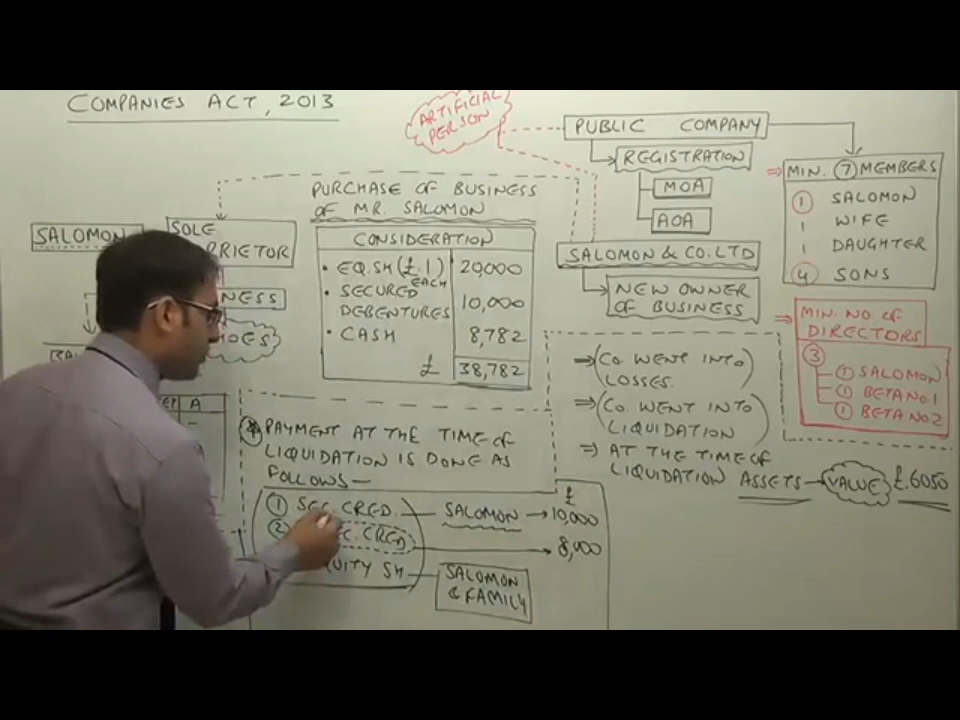 COMPANIES ACT, 2013
ARTIFICIAL
PERSON
PUBLIC COMPANY
REGISTRATION
MOA
AOA
MIN. 7 MEMBERS
1 SALOMON
1 WIFE
1 DAUGHTER
4 SONS
PURCHASE OF BUSINESS
OF MR. SALOMON
SALOMON
SOLE
CONSIDERATION
• EQ.SH (£.1) 20,000
EACH
• SECURED
DEBENTURES 10,000
• CASH 8,782
£ 38,782
SALOMON & CO. LTD
NEW OWNER
OF BUSINESS
MIN. NO. OF
DIRECTORS
3
1 SALOMON
1 BETA NO.1
1 BETA NO.2
⇒ CO. WENT INTO
LOSSES.
⇒ CO. WENT INTO
LIQUIDATION
⇒ AT THE TIME OF
LIQUIDATION ASSETS → VALUE £.6050
A
PAYMENT AT THE TIME OF
LIQUIDATION IS DONE AS
FOLLOWS —
£
1 SEC. CRED. SALOMON → 10,000
2 CRED → 8,000
SH SALOMON
& FAMILY